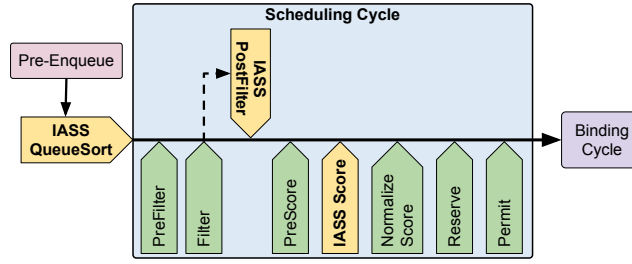 Scheduling Cycle
Pre-Enqueue
IASS
PostFilter
IASS
QueueSort
Binding
Cycle
PreFilter
Filter
PreScore
IASS Score
Normalize
Score
Reserve
Permit